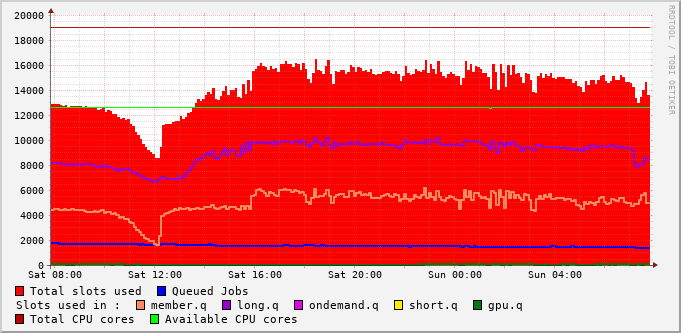 20000
18000
16000
14000
12000
10000
8000
6000
4000
2000
0
Sat 08:00 Sat 12:00 Sat 16:00 Sat 20:00 Sun 00:00 Sun 04:00
Total slots used Queued Jobs
Slots used in : member.q long.q ondemand.q short.q gpu.q
Total CPU cores Available CPU cores
RRDTOOL / TOBI OETIKER